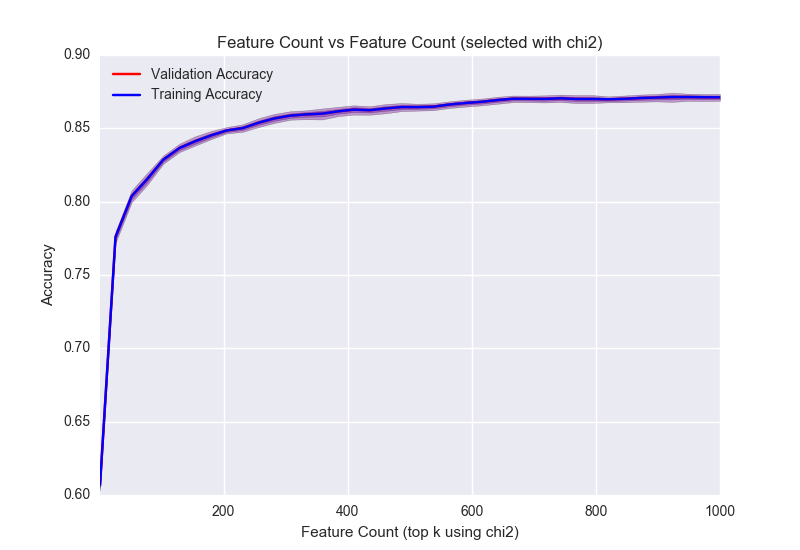 Feature Count vs Feature Count (selected with chi2)
Validation Accuracy
Training Accuracy
0.90
0.85
0.80
0.75
0.70
0.65
0.60
Accuracy
200
400
600
800
1000
Feature Count (top k using chi2)